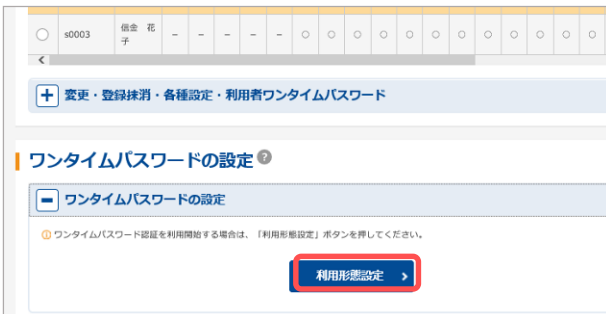 s0003 信金 花子 － － － － － ○ ○ ○ ○ ○ ○ ○ ○ ○ ○ ○ ○
変更・登録抹消・各種設定・利用者ワンタイムパスワード
ワンタイムパスワードの設定 ?
ワンタイムパスワードの設定
ワンタイムパスワード認証を利用開始する場合は、「利用形態設定」ボタンを押してください。
利用形態設定